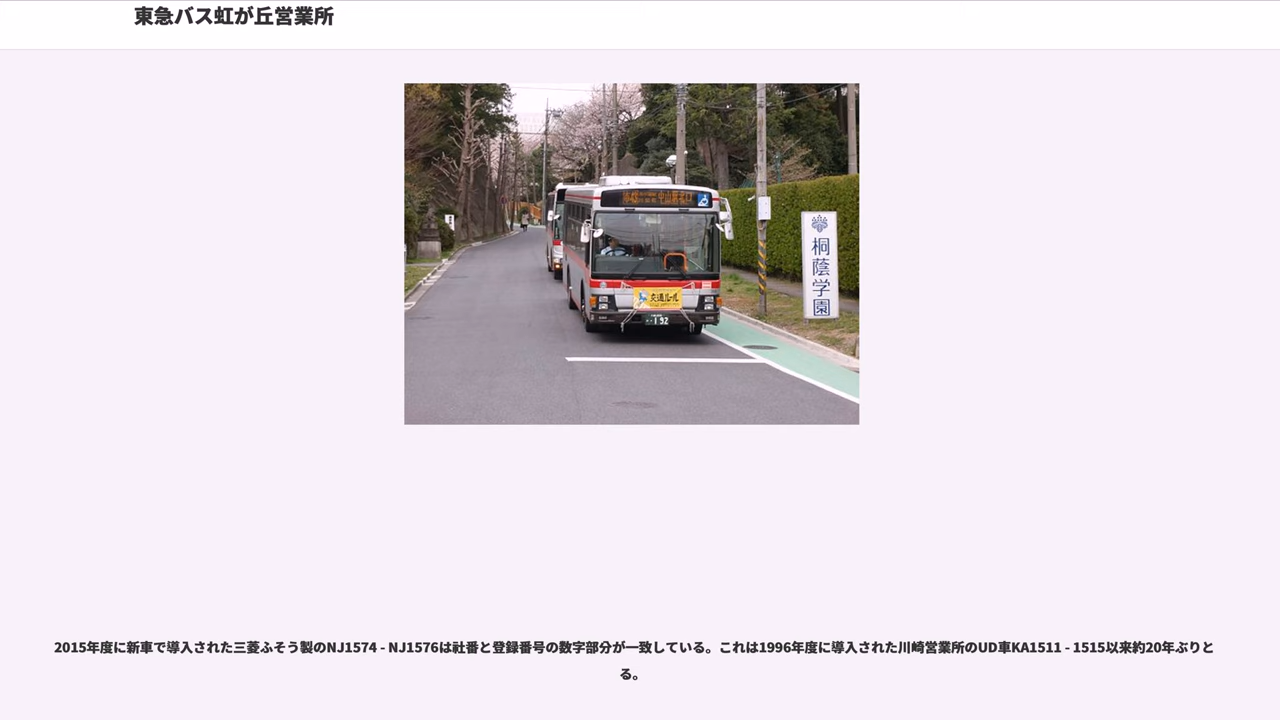 東急バス虹が丘営業所
中山駅北口
桐蔭学園
交通ルール
192
2015年度に新車で導入された三菱ふそう製のNJ1574 - NJ1576は社番と登録番号の数字部分が一致している。これは1996年度に導入された川崎営業所のUD車KA1511 - 1515以来約20年ぶりと
る。